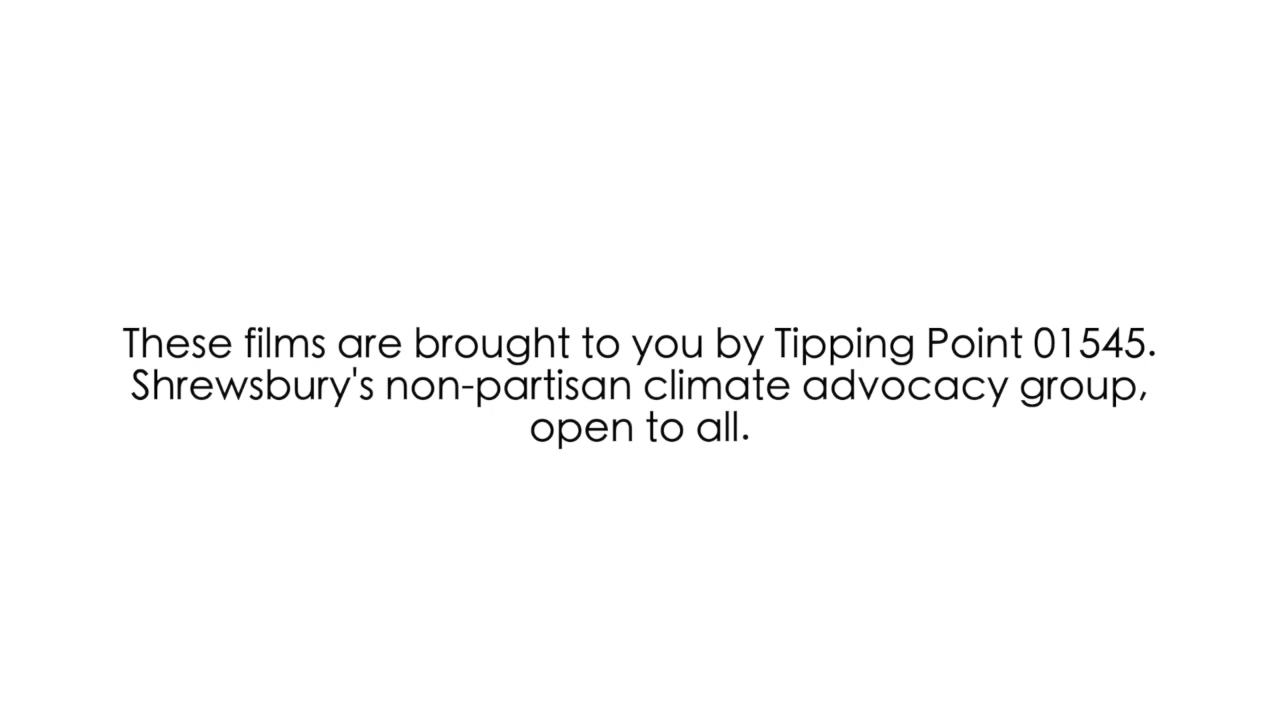 These films are brought to you by Tipping Point 01545.
Shrewsbury's non-partisan climate advocacy group,
open to all.